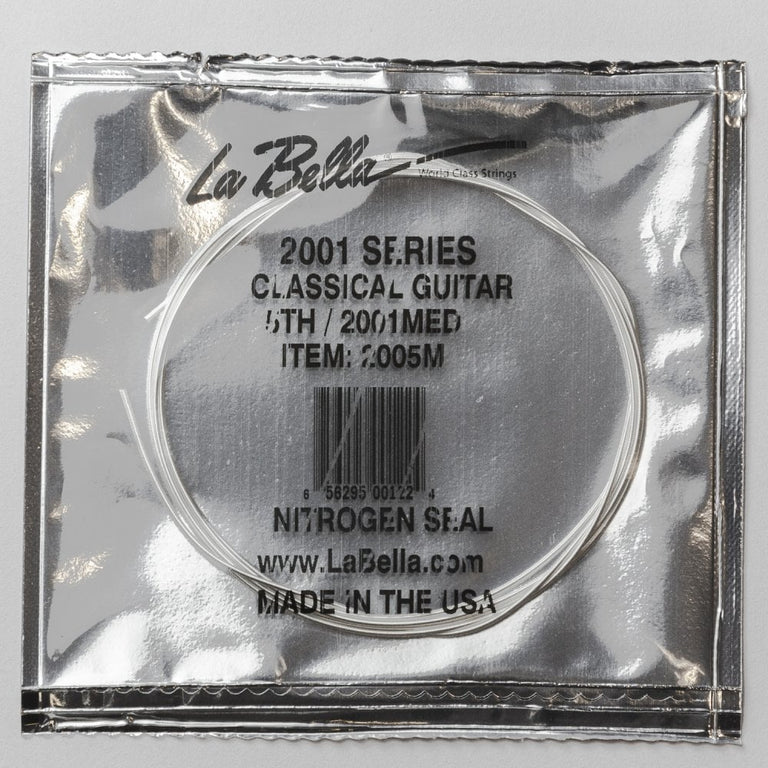 La Bella®
World Class Strings
2001 SERIES
CLASSICAL GUITAR
5TH / 2001MED
ITEM: 2005M
6 56295 00122 4
NITROGEN SEAL
www.LaBella.com
MADE IN THE USA